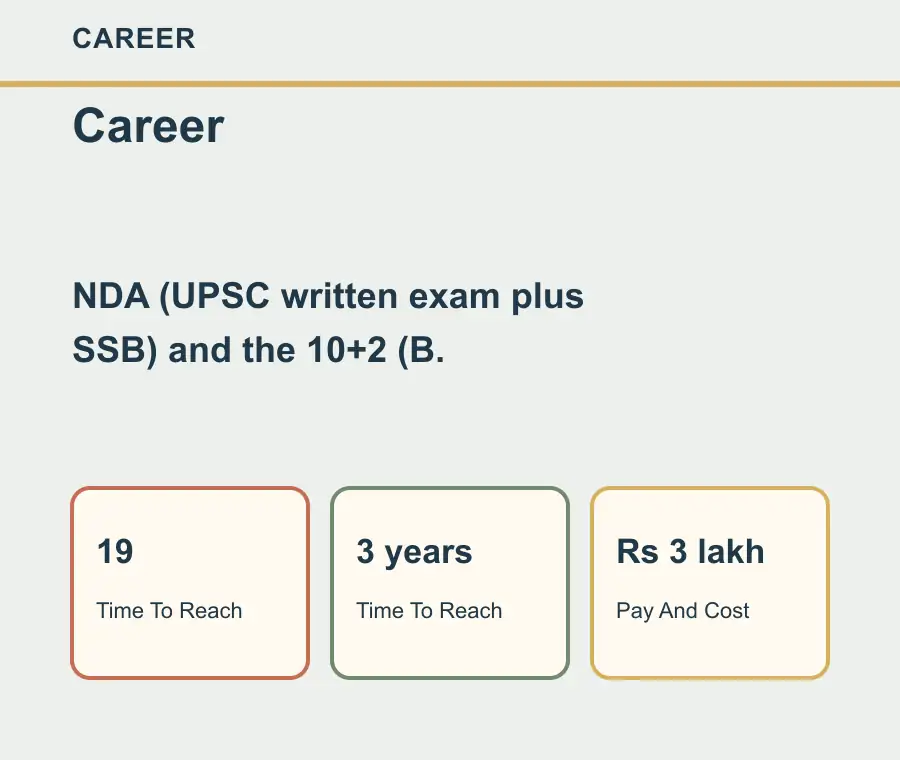 CAREER
Career
NDA (UPSC written exam plus
SSB) and the 10+2 (B.
19
Time To Reach
3 years
Time To Reach
Rs 3 lakh
Pay And Cost